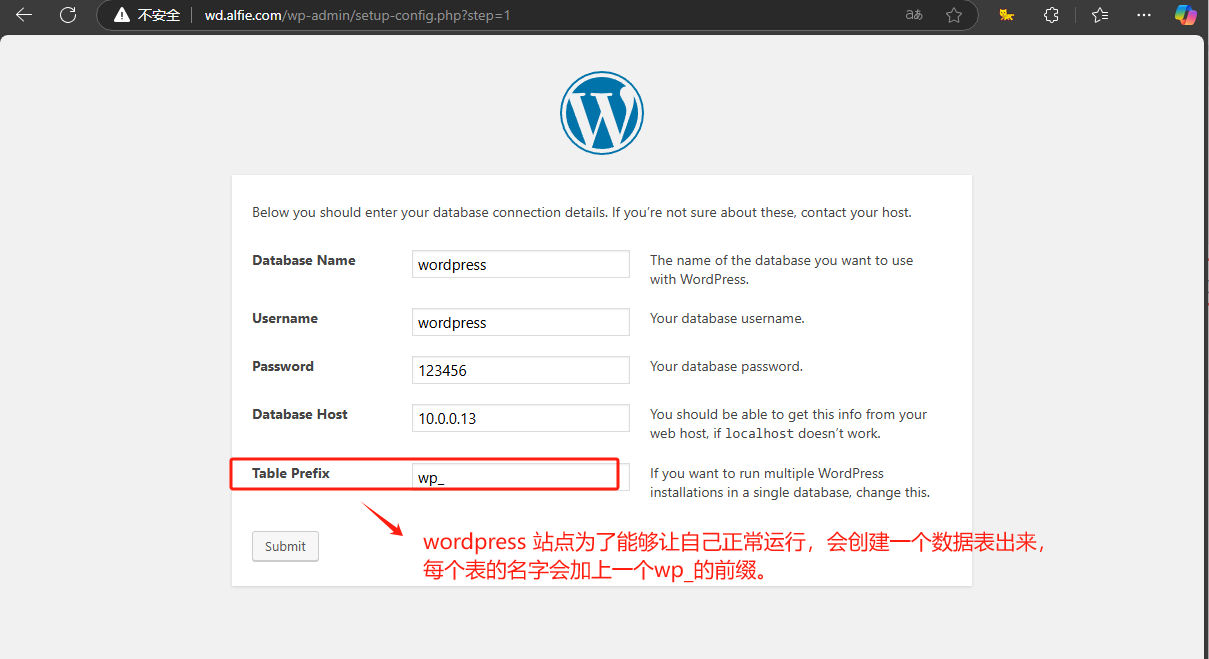 不安全 wd.alfie.com/wp-admin/setup-config.php?step=1 aあ
Below you should enter your database connection details. If you’re not sure about these, contact your host.
Database Name wordpress The name of the database you want to use
with WordPress.
Username wordpress Your database username.
Password 123456 Your database password.
Database Host 10.0.0.13 You should be able to get this info from your
web host, if localhost doesn’t work.
Table Prefix wp_ If you want to run multiple WordPress
installations in a single database, change this.
Submit
wordpress 站点为了能够让自己正常运行，会创建一个数据表出来，
每个表的名字会加上一个wp_的前缀。